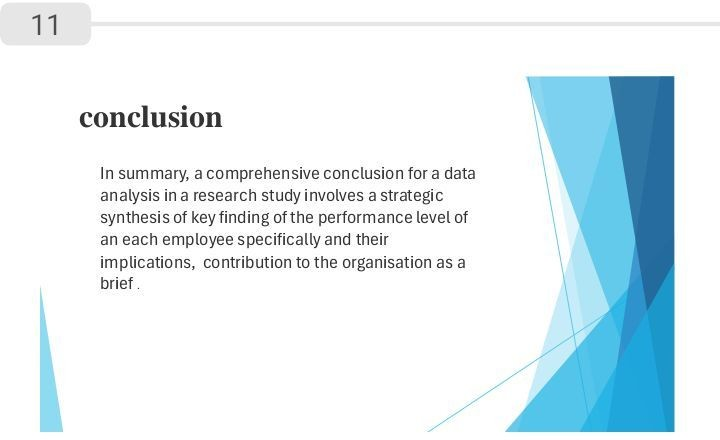 11
conclusion
In summary, a comprehensive conclusion for a data
analysis in a research study involves a strategic
synthesis of key finding of the performance level of
an each employee specifically and their
implications,  contribution to the organisation as a
brief .